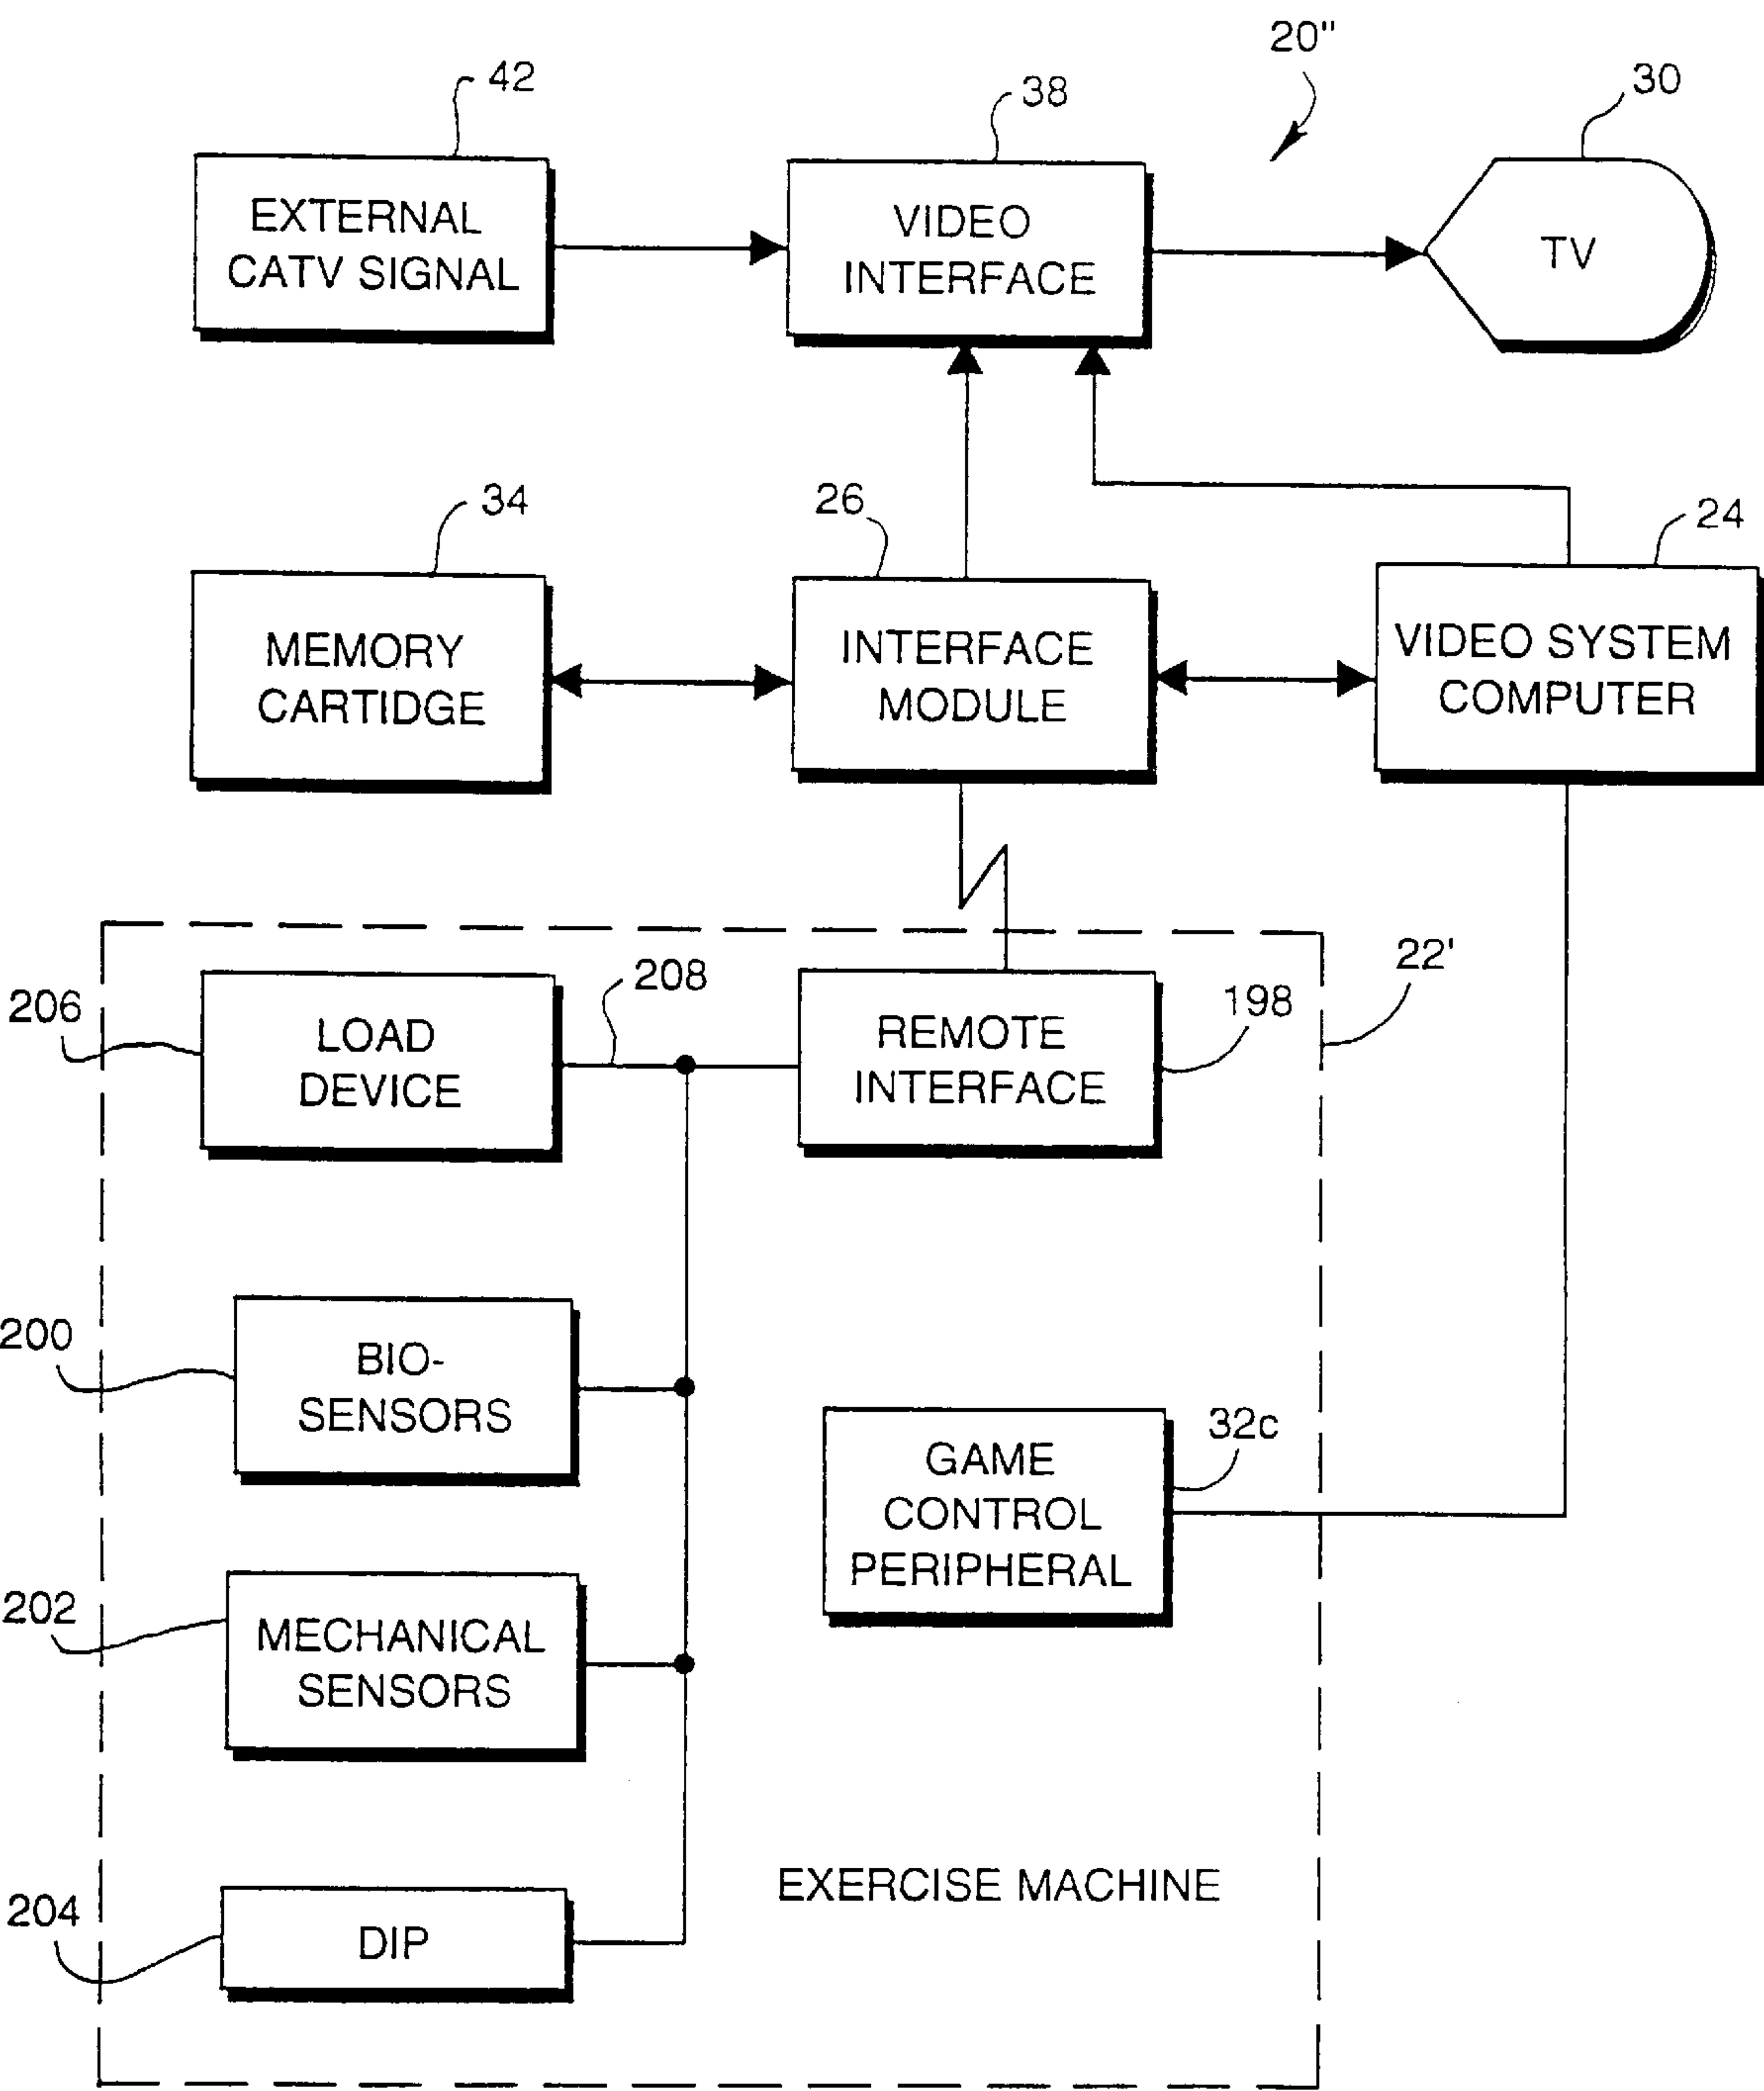 20"
42
38
30
EXTERNAL
CATV SIGNAL
VIDEO
INTERFACE
TV
34
26
24
MEMORY
CARTIDGE
INTERFACE
MODULE
VIDEO SYSTEM
COMPUTER
22'
206
208
198
LOAD
DEVICE
REMOTE
INTERFACE
200
BIO-
SENSORS
32c
GAME
CONTROL
PERIPHERAL
202
MECHANICAL
SENSORS
EXERCISE MACHINE
204
DIP